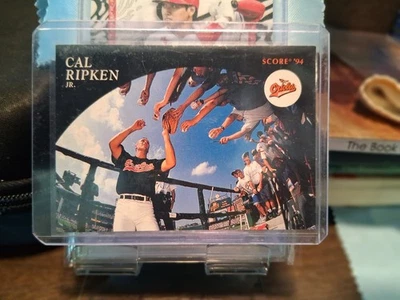 CAL
RIPKEN
JR.
SCORE® '94
Orioles
The Book